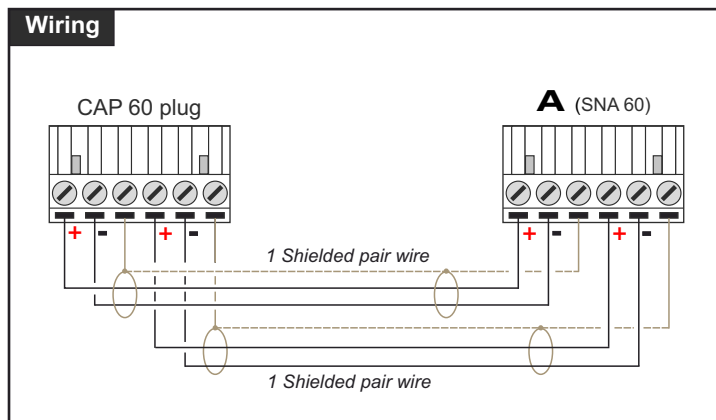 Wiring
CAP 60 plug
A (SNA 60)
+ - + -
+ - + -
1 Shielded pair wire
1 Shielded pair wire